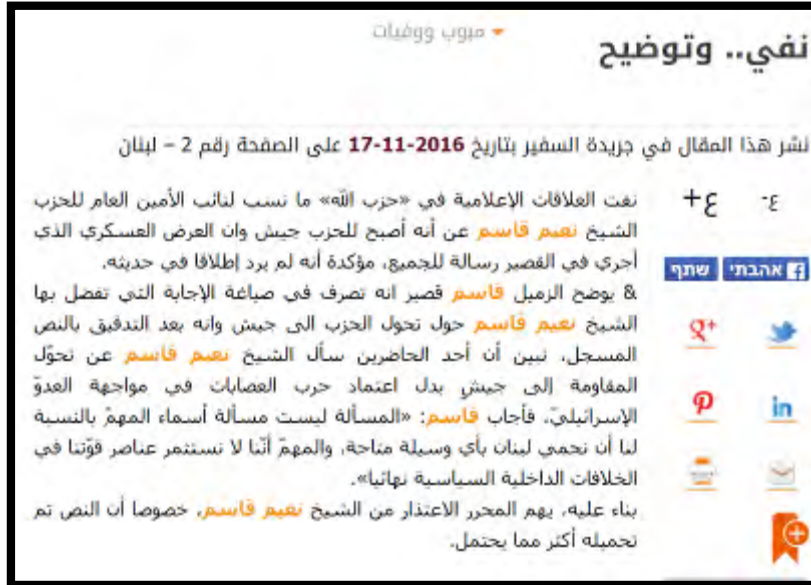 مبوب ووفيات
نفي.. وتوضيح
نشر هذا المقال في جريدة السفير بتاريخ 2016-11-17 على الصفحة رقم 2 – لبنان
ع- ع+
אהבתי שתף
نفت العلاقات الإعلامية في «حزب الله» ما نسب لنائب الأمين العام للحزب
الشيخ نعيم قاسم عن أنه أصبح للحزب جيش وان العرض العسكري الذي
أجري في القصير رسالة للجميع، مؤكدة أنه لم يرد إطلاقا في حديثه.
& يوضح الزميل قاسم قصير انه تصرف في صياغة الإجابة التي تفضل بها
الشيخ نعيم قاسم حول تحول الحزب الى جيش وانه بعد التدقيق بالنص
المسجل، تبين أن أحد الحاضرين سأل الشيخ نعيم قاسم عن تحوّل
المقاومة إلى جيش بدل اعتماد حرب العصابات في مواجهة العدوّ
الإسرائيليّ، فأجاب قاسم: «المسألة ليست مسألة أسماء المهمّ بالنسبة
لنا أن نحمي لبنان بأي وسيلة متاحة، والمهمّ أنّنا لا نستثمر عناصر قوّتنا في
الخلافات الداخلية السياسية نهائيا».
بناء عليه، يهم المحرر الاعتذار من الشيخ نعيم قاسم، خصوصا أن النص تم
تحميله أكثر مما يحتمل.